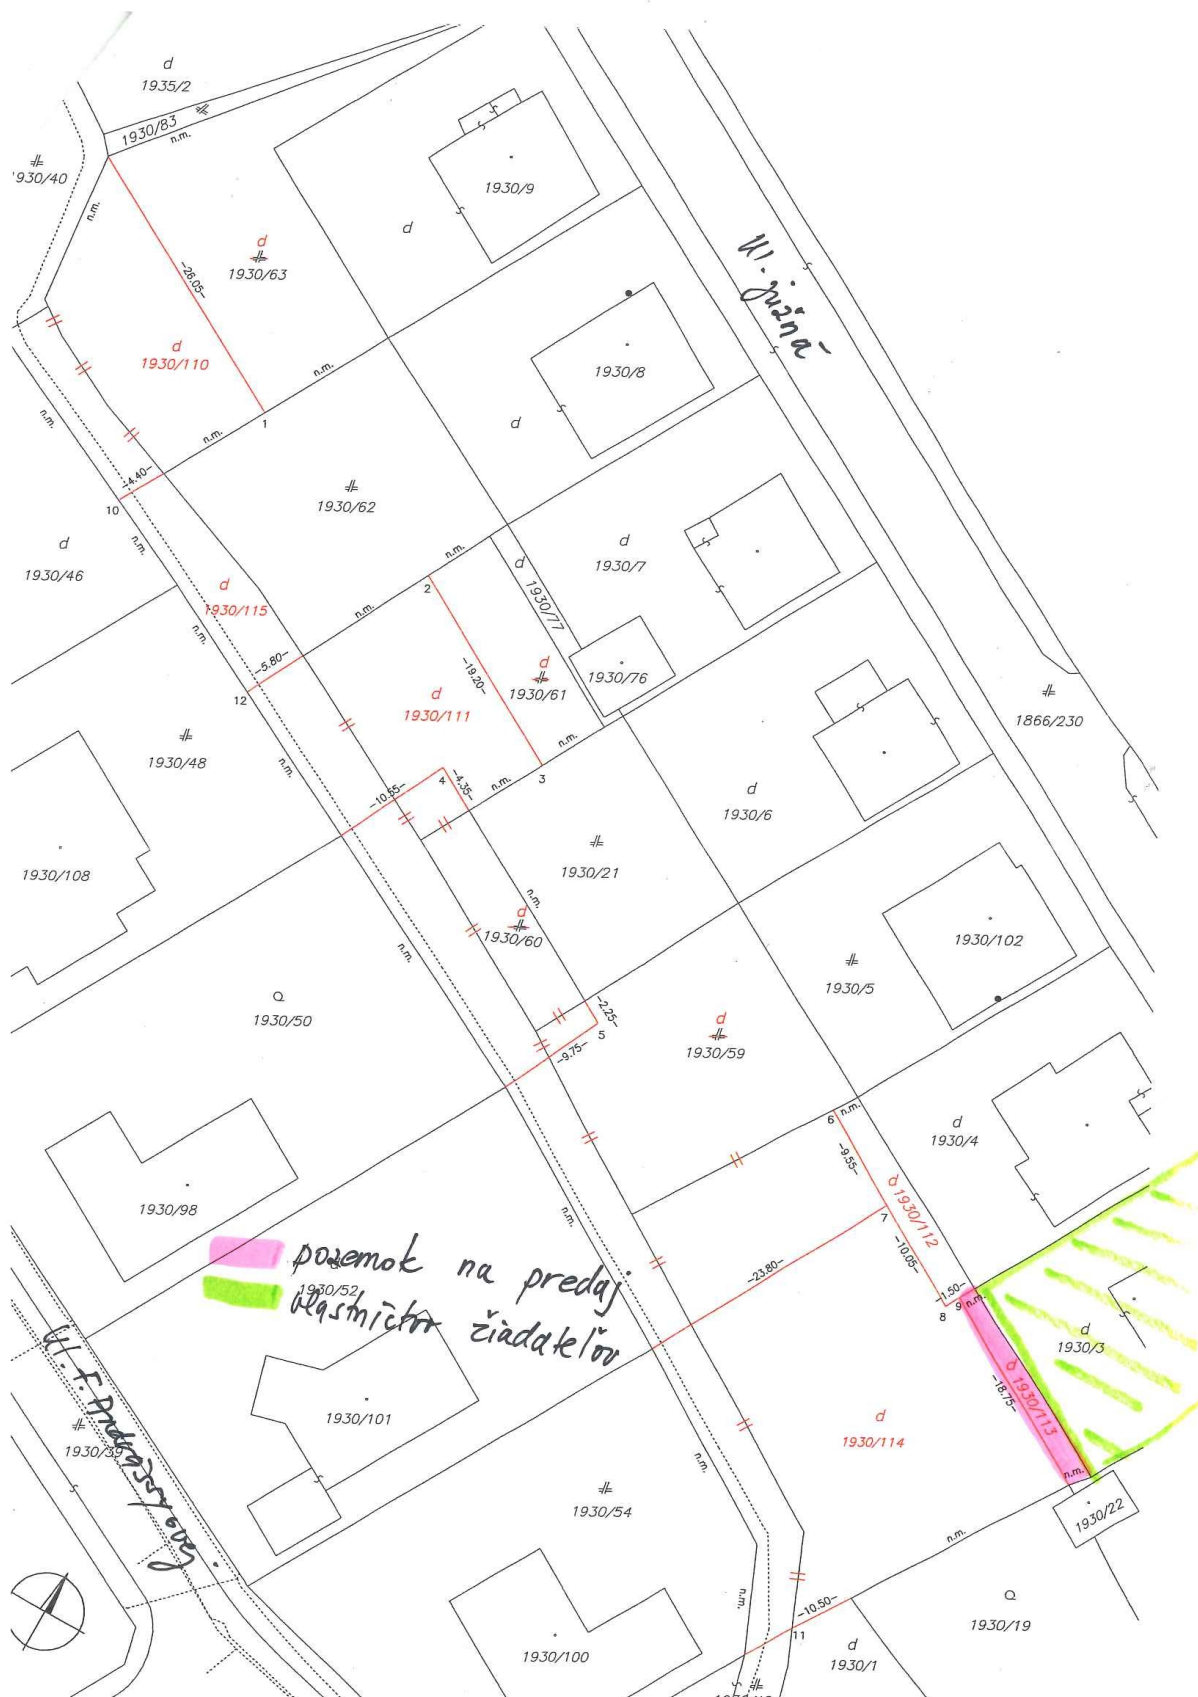 d
1935/2
1930/83
n.m.
1930/40
n.m.
1930/9
d
d
1930/63
-26.05-
Ul. južná
d
1930/110
n.m.
1930/8
n.m.
1
n.m.
d
-4.40-
10
1930/62
n.m.
d
1930/46
n.m.
d
1930/7
d
1930/77
2
d
1930/115
n.m.
n.m.
-5.80-
12
-19.20-
d
1930/61
1930/76
d
1930/111
1866/230
1930/48
n.m.
n.m.
3
4
-4.35-
n.m.
-10.55-
d
1930/6
1930/108
1930/21
n.m.
d
1930/60
n.m.
1930/102
1930/5
1930/50
-2.25-
5
-9.75-
d
1930/59
6
n.m.
-9.55-
d
1930/4
d 1930/112
7
-10.05-
1930/98
n.m.
pozemok na predaj
1930/52
vlastníctvo žiadateľov
-23.80-
-1.50-
8
9
n.m.
d
1930/3
d 1930/113
-18.75-
Ul. F.
1930/39
1930/101
d
1930/114
n.m.
n.m.
1930/22
n.m.
1930/54
n.m.
-10.50-
11
1930/19
1930/100
d
1930/1